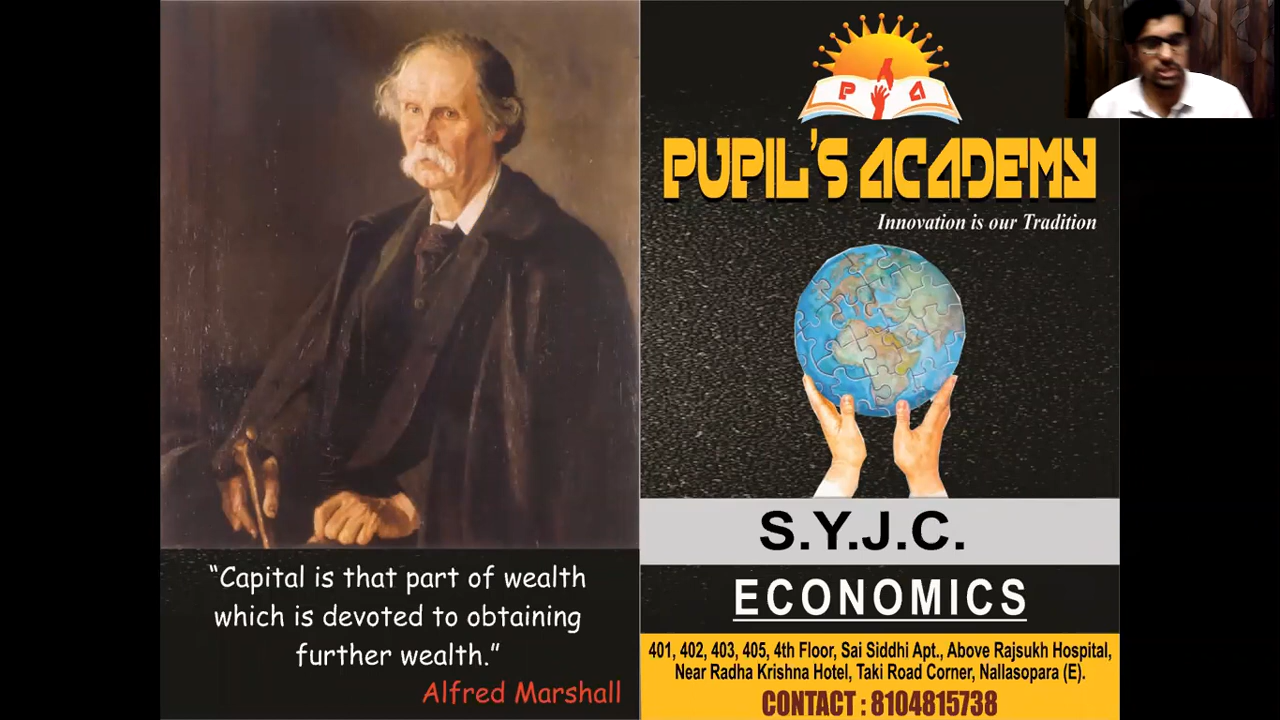 “Capital is that part of wealth
which is devoted to obtaining
further wealth.”
Alfred Marshall
P A
PUPIL'S ACADEMY
Innovation is our Tradition
S.Y.J.C.
ECONOMICS
401, 402, 403, 405, 4th Floor, Sai Siddhi Apt., Above Rajsukh Hospital,
Near Radha Krishna Hotel, Taki Road Corner, Nallasopara (E).
CONTACT : 8104815738